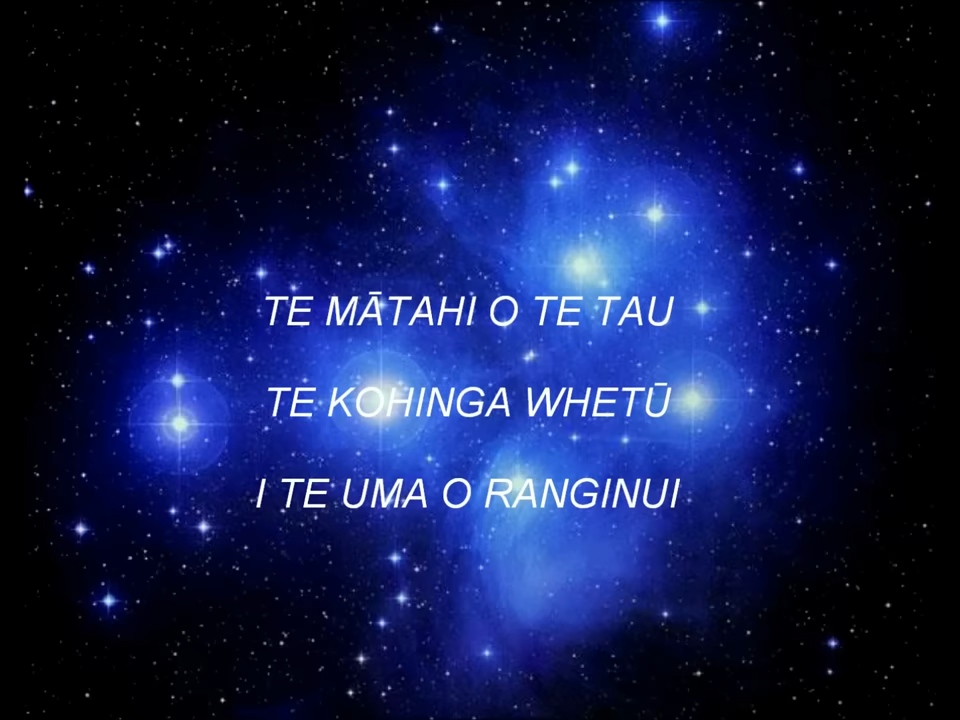 TE MĀTAHI O TE TAU
TE KOHINGA WHETŪ
I TE UMA O RANGINUI